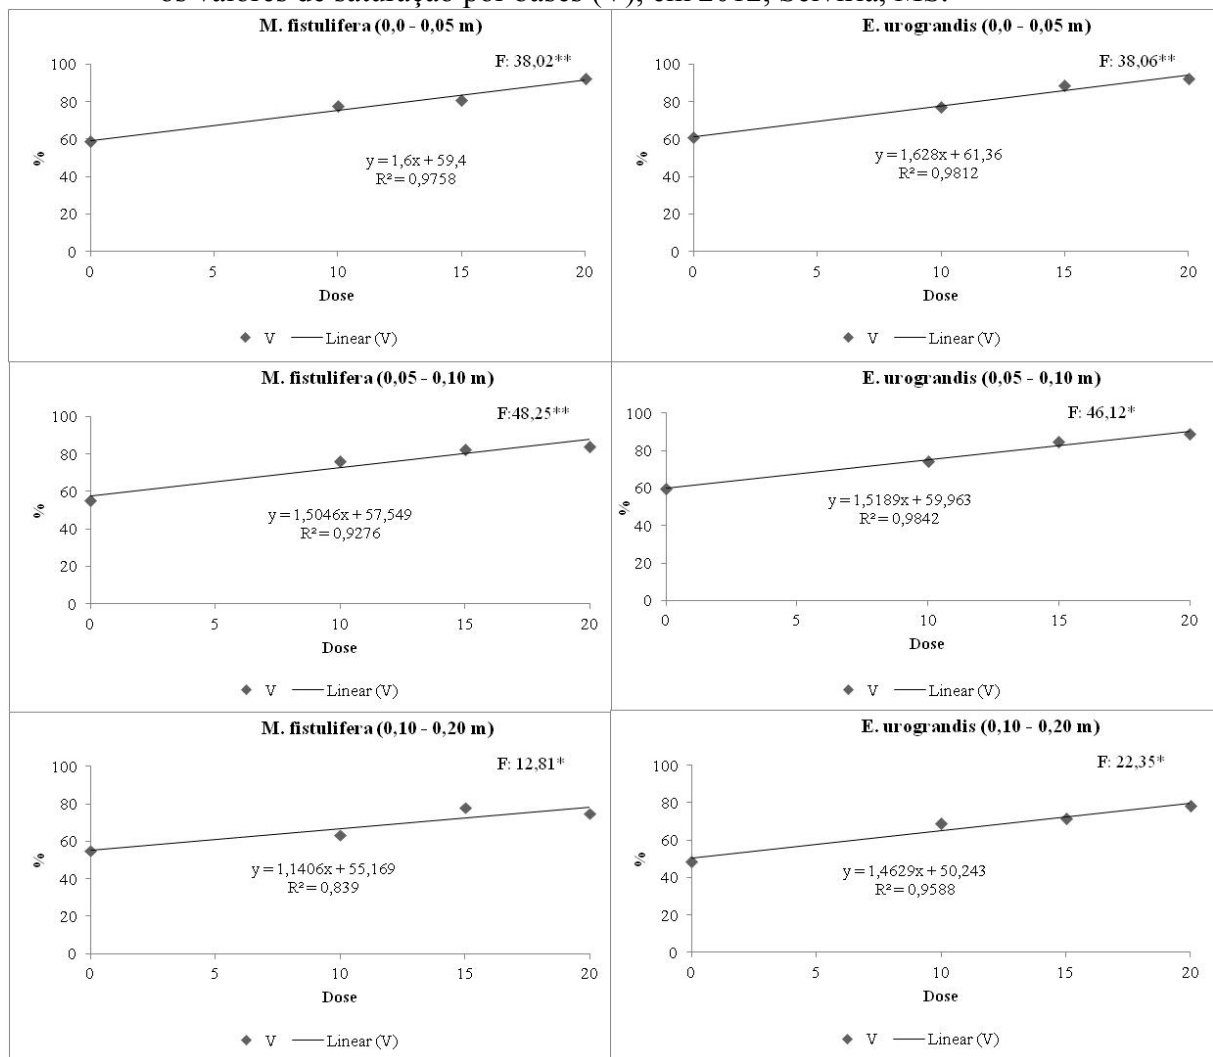 os valores de saturação por bases (V), em 2012, Selvíria, MS.
M. fistulifera (0,0 - 0,05 m)
F: 38,02**
100
80
60
40
20
0
%
y = 1,6x + 59,4
R² = 0,9758
0 5 10 15 20
Dose
V Linear (V)
E. urograndis (0,0 - 0,05 m)
F: 38,06**
100
80
60
40
20
0
%
y = 1,628x + 61,36
R² = 0,9812
0 5 10 15 20
Dose
V Linear (V)
M. fistulifera (0,05 - 0,10 m)
F:48,25**
100
80
60
40
20
0
%
y = 1,5046x + 57,549
R² = 0,9276
0 5 10 15 20
Dose
V Linear (V)
E. urograndis (0,05 - 0,10 m)
F: 46,12*
100
80
60
40
20
0
%
y = 1,5189x + 59,963
R² = 0,9842
0 5 10 15 20
Dose
V Linear (V)
M. fistulifera (0,10 - 0,20 m)
F: 12,81*
100
80
60
40
20
0
%
y = 1,1406x + 55,169
R² = 0,839
0 5 10 15 20
Dose
V Linear (V)
E. urograndis (0,10 - 0,20 m)
F: 22,35*
100
80
60
40
20
0
%
y = 1,4629x + 50,243
R² = 0,9588
0 5 10 15 20
Dose
V Linear (V)